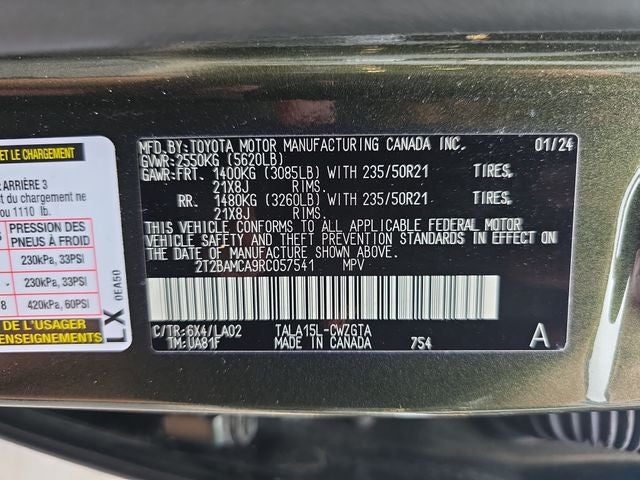 ET LE CHARGEMENT
ARRIÈRE 3
du chargement ne
ou 1110 lb.
PRESSION DES
PNEUS À FROID
230kPa, 33PSI
230kPa, 33PSI
8 420kPa, 60PSI
DE L'USAGER
RENSEIGNEMENTS
LX 0EA50
MFD.BY:TOYOTA MOTOR MANUFACTURING CANADA INC. 01/24
GVWR:2550KG (5620LB)
GAWR:FRT. 1400KG (3085LB) WITH 235/50R21 TIRES,
21X8J RIMS.
RR. 1480KG (3260LB) WITH 235/50R21 TIRES,
21X8J RIMS.
THIS VEHICLE CONFORMS TO ALL APPLICABLE FEDERAL MOTOR
VEHICLE SAFETY AND THEFT PREVENTION STANDARDS IN EFFECT ON
THE DATE OF MANUFACTURE SHOWN ABOVE.
2T2BAMCA9RC057541 MPV
C/TR:6X4/LA02 TALA15L-CWZGTA A
TM:UA81F MADE IN CANADA 754